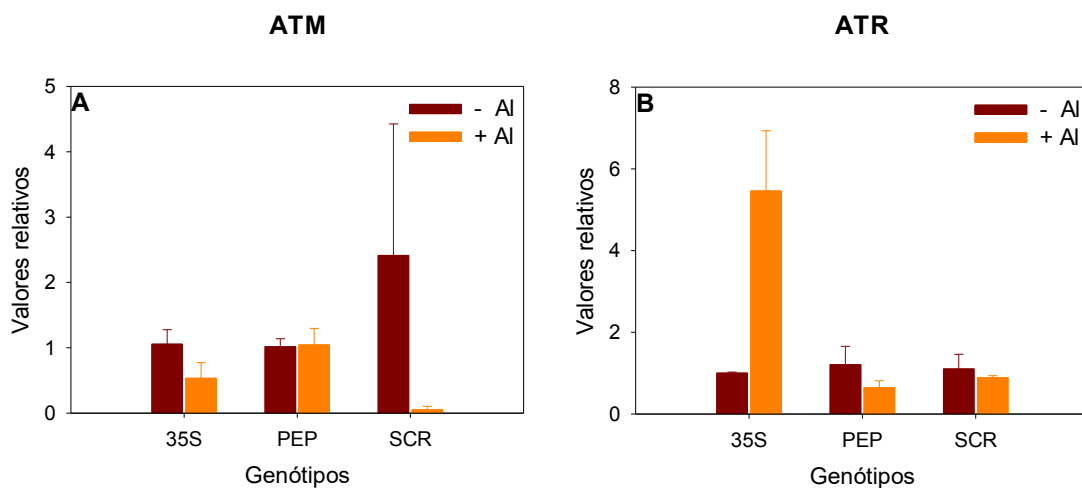 ATM
ATR
A
- Al
+ Al
5
4
3
2
1
0
Valores relativos
35S
PEP
SCR
Genótipos
B
- Al
+ Al
8
6
4
2
0
Valores relativos
35S
PEP
SCR
Genótipos